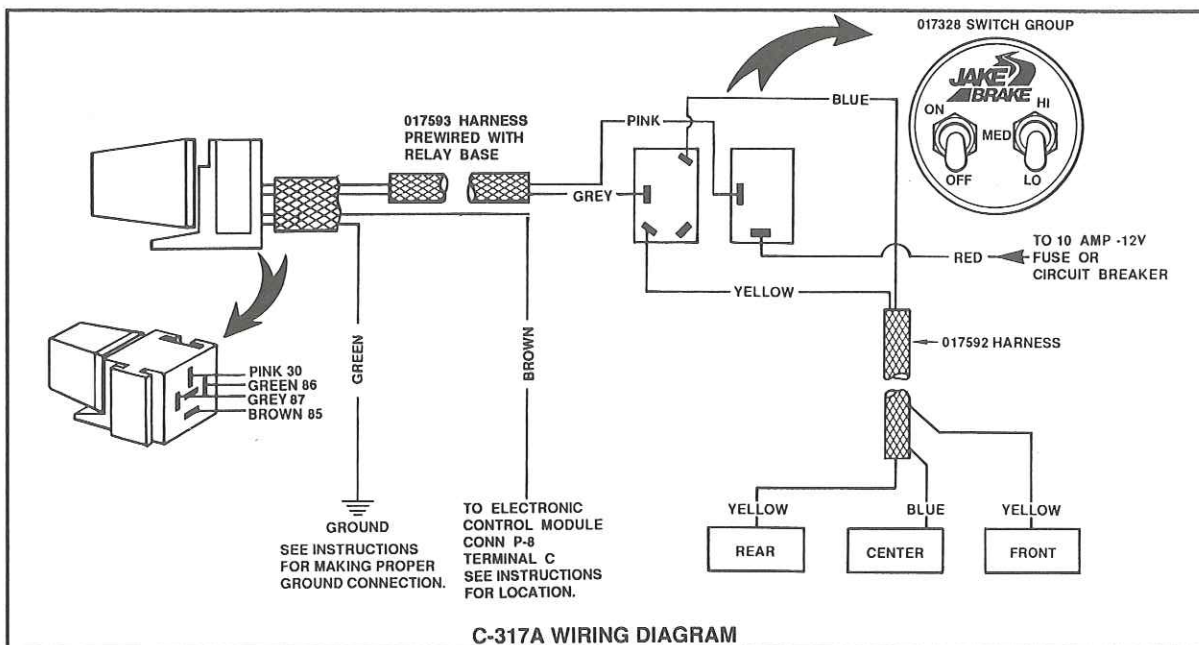 017328 SWITCH GROUP
JAKE
BRAKE
ON
HI
MED
OFF
LO
BLUE
017593 HARNESS
PREWIRED WITH
RELAY BASE
PINK
GREY
RED
TO 10 AMP -12V
FUSE OR
CIRCUIT BREAKER
YELLOW
GREEN
BROWN
017592 HARNESS
PINK 30
GREEN 86
GREY 87
BROWN 85
GROUND
SEE INSTRUCTIONS
FOR MAKING PROPER
GROUND CONNECTION.
TO ELECTRONIC
CONTROL MODULE
CONN P-8
TERMINAL C
SEE INSTRUCTIONS
FOR LOCATION.
YELLOW
BLUE
YELLOW
REAR
CENTER
FRONT
C-317A WIRING DIAGRAM